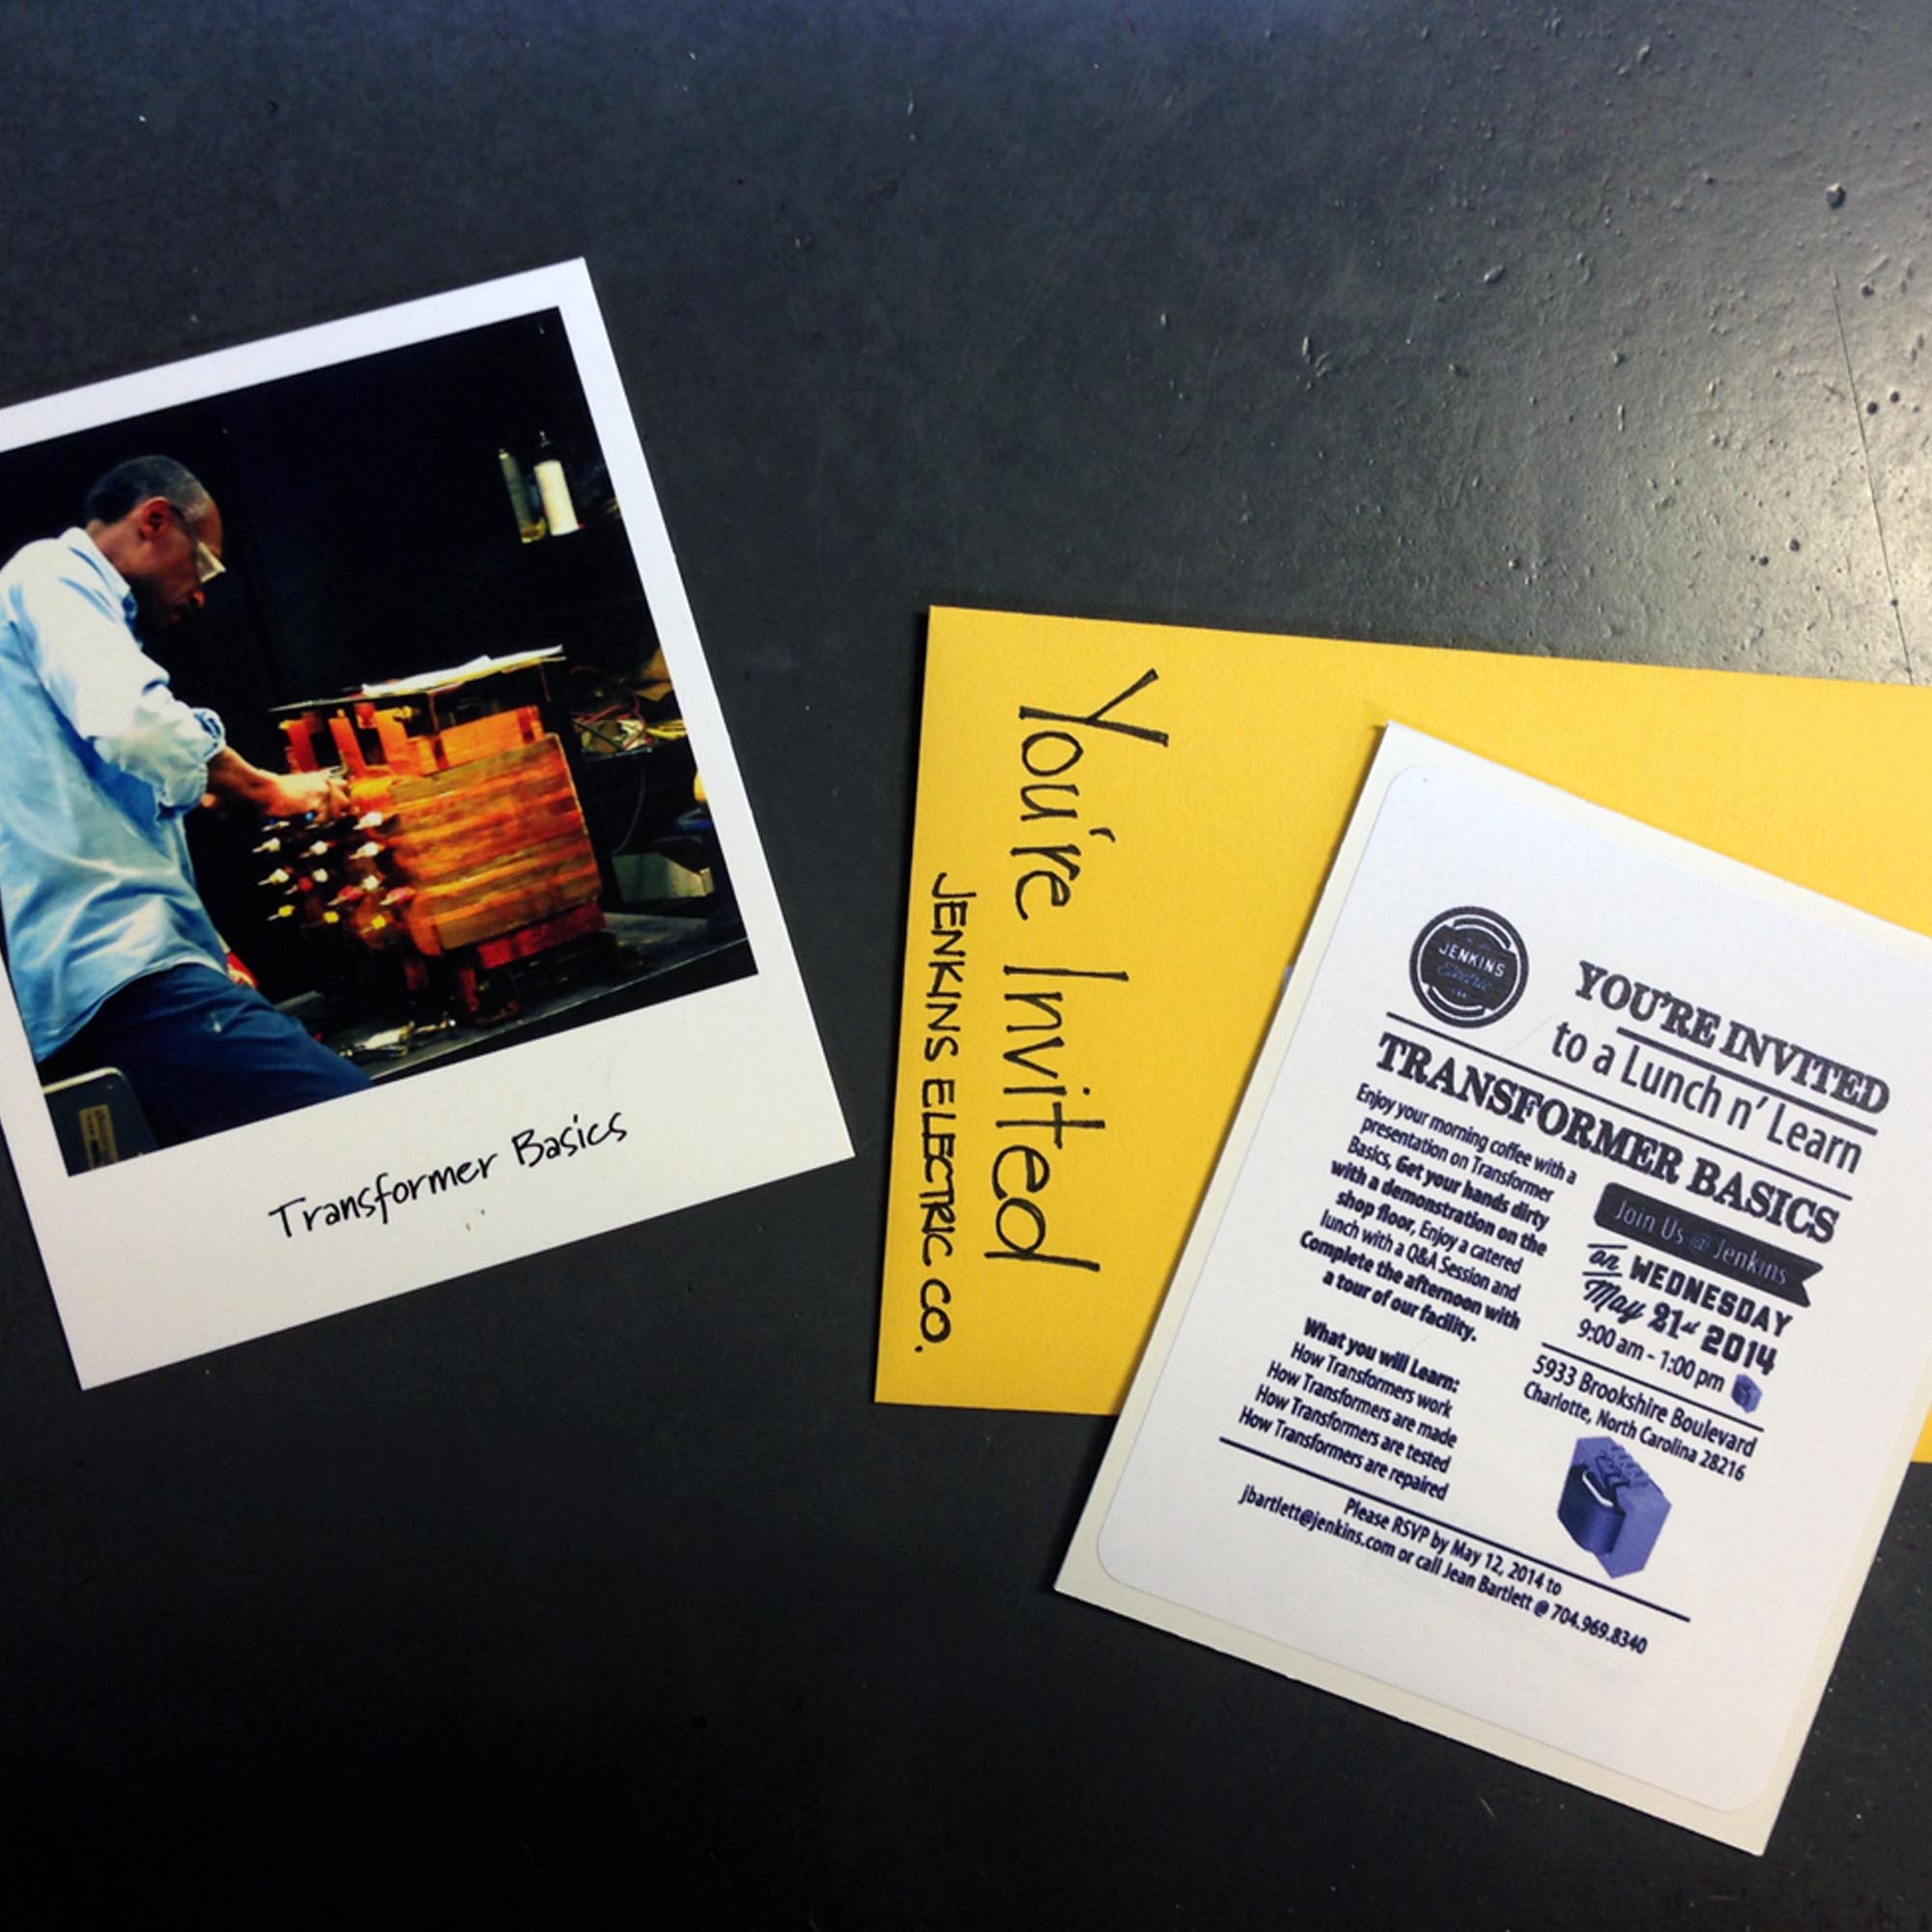 Transformer Basics
You're Invited
JENKINS ELECTRIC CO.
JENKINS
Electric
YOU'RE INVITED
to a Lunch n' Learn
TRANSFORMER BASICS
Enjoy your morning coffee with a
presentation on Transformer
Basics, Get your hands dirty
with a demonstration on the
shop floor, Enjoy a catered
lunch with a Q&A Session and
Complete the afternoon with
a tour of our facility.
What you will Learn:
How Transformers work
How Transformers are made
How Transformers are tested
How Transformers are repaired
Join Us @ Jenkins
on WEDNESDAY
May 21st 2014
9:00 am - 1:00 pm
5933 Brookshire Boulevard
Charlotte, North Carolina 28216
Please RSVP by May 12, 2014 to
jbartlett@jenkins.com or call Jean Bartlett @ 704.969.8340